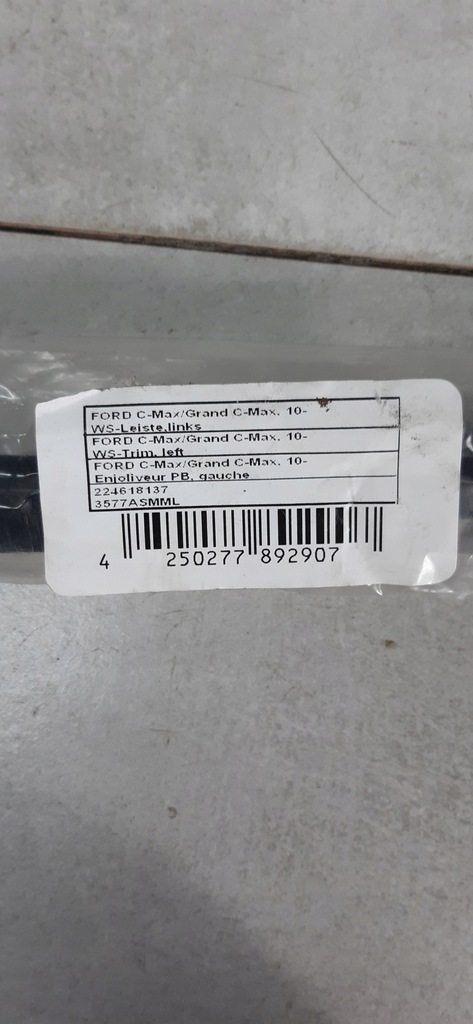 FORD C-Max/Grand C-Max. 10-
WS-Leiste,links
FORD C-Max/Grand C-Max. 10-
WS-Trim, left
FORD C-Max/Grand C-Max. 10-
Enjoliveur PB, gauche
224618137
3577ASMML
4 250277 892907